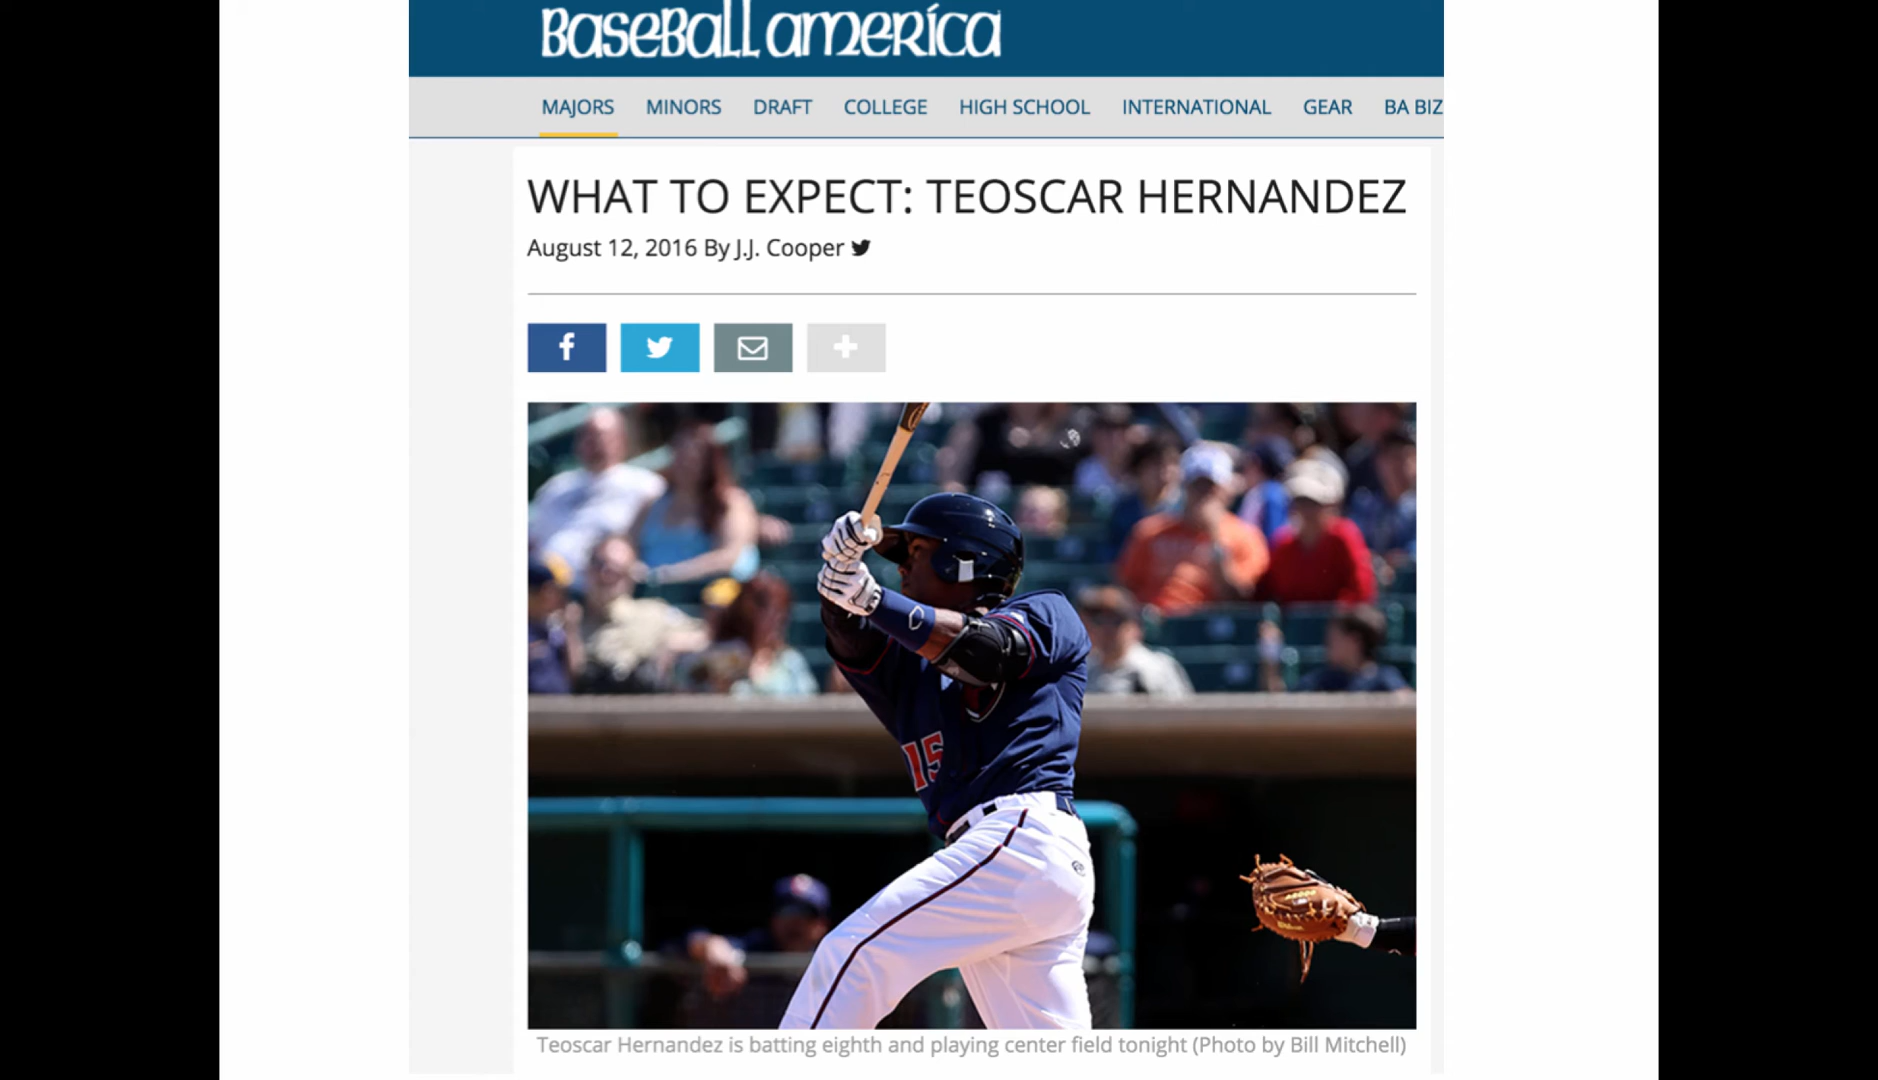 BaseBall america
MAJORS MINORS DRAFT COLLEGE HIGH SCHOOL INTERNATIONAL GEAR BA BIZ
WHAT TO EXPECT: TEOSCAR HERNANDEZ
August 12, 2016 By J.J. Cooper
15
Teoscar Hernandez is batting eighth and playing center field tonight (Photo by Bill Mitchell)